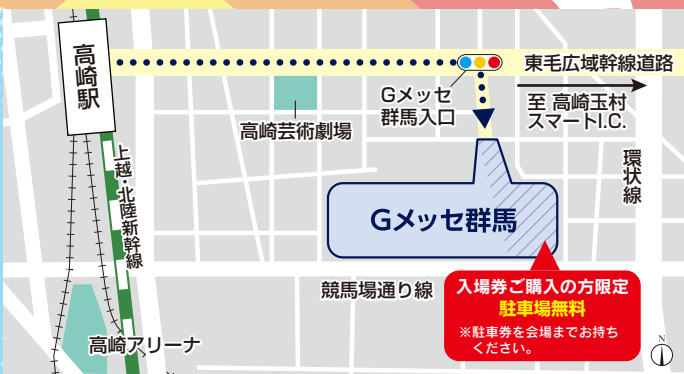 高崎駅
東毛広域幹線道路
Gメッセ
群馬入口
至 高崎玉村
スマートI.C.
高崎芸術劇場
上越・北陸新幹線
環状線
Gメッセ群馬
競馬場通り線
入場券ご購入の方限定
駐車場無料
※駐車券を会場までお持ち
ください。
高崎アリーナ
N